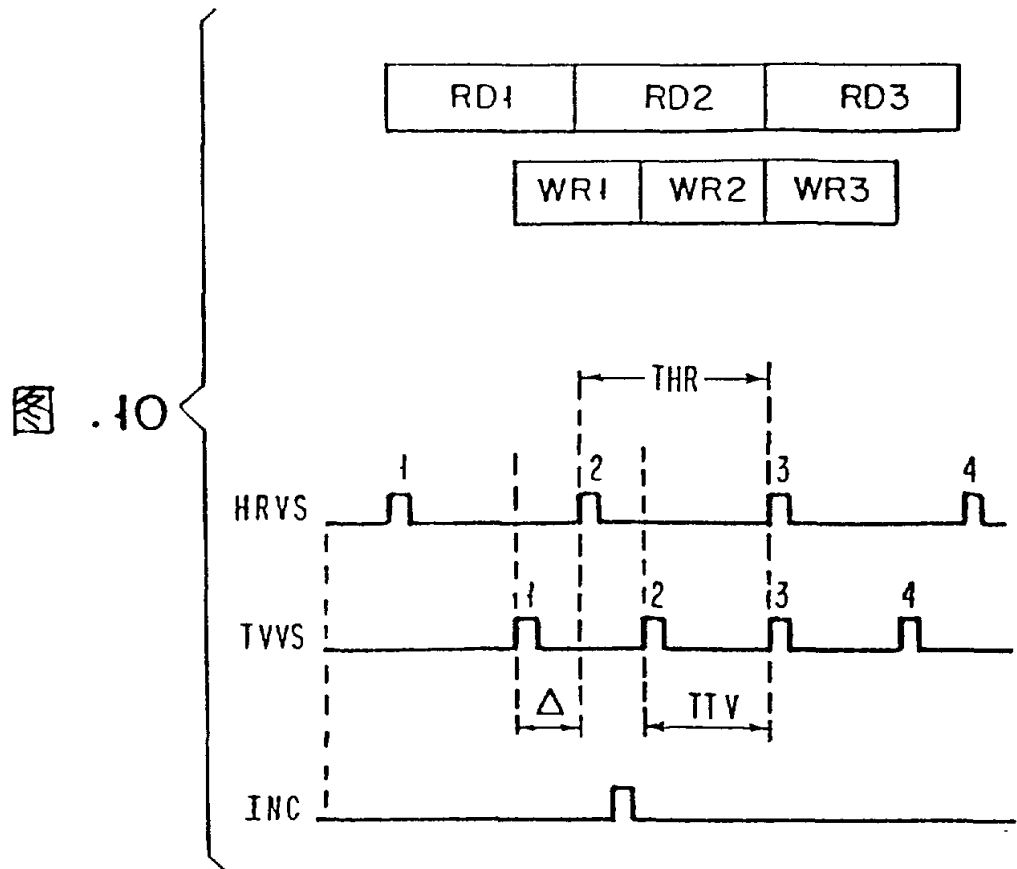 RD1 RD2 RD3
WR1 WR2 WR3
图 .10
THR
1 2 3 4
HRVS
1 2 3 4
TVVS
Δ TTV
INC